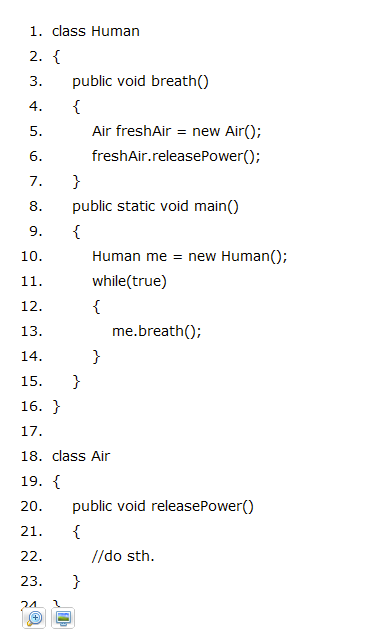 1. class Human
2. {
3. public void breath()
4. {
5. Air freshAir = new Air();
6. freshAir.releasePower();
7. }
8. public static void main()
9. {
10. Human me = new Human();
11. while(true)
12. {
13. me.breath();
14. }
15. }
16. }
17.
18. class Air
19. {
20. public void releasePower()
21. {
22. //do sth.
23. }
24. }